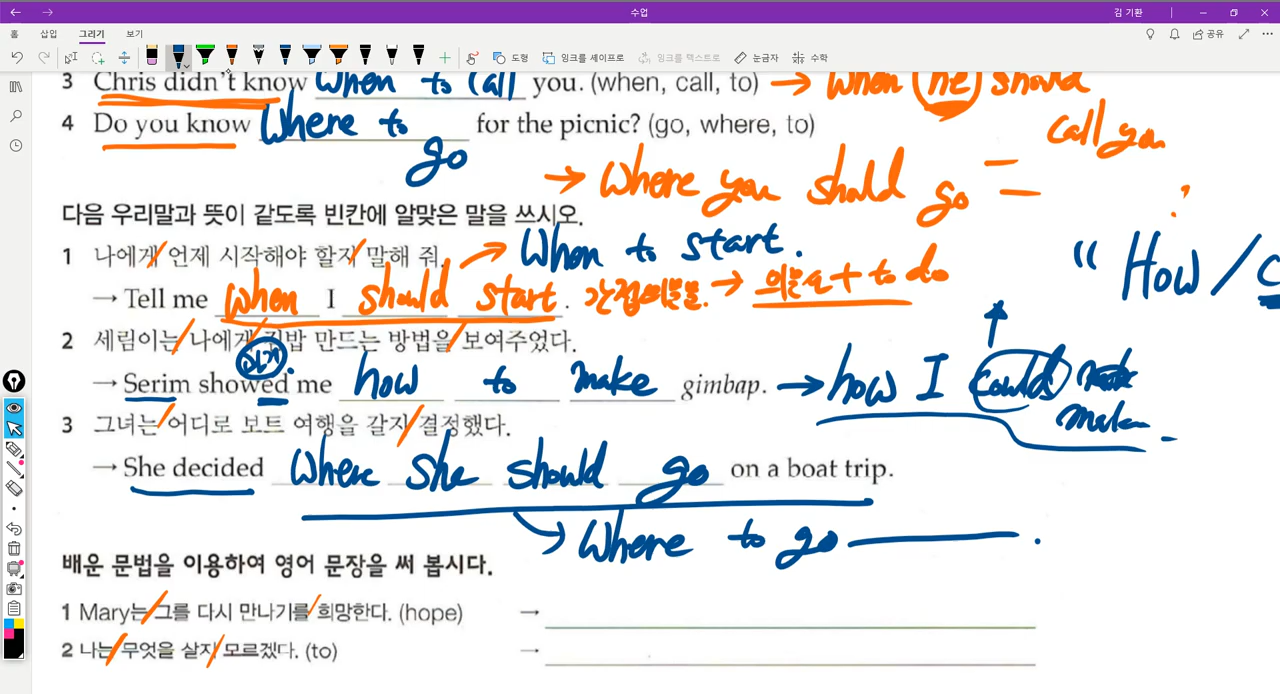 수업
김 기환
홈 삽입 그리기 보기
공유
도형 잉크를 셰이프로 잉크를 텍스트로 눈금자 수학
3 Chris didn't know when to call you. (when, call, to) → when he should call you
4 Do you know where to go for the picnic? (go, where, to)
→ where you should go =
다음 우리말과 뜻이 같도록 빈칸에 알맞은 말을 쓰시오.
1 나에게/ 언제 시작해야 할지/ 말해 줘. → When to start.
→ Tell me when I should start. 간접의문문. → 의문사 + to do
" How /
2 세림이는/ 나에게/ 김밥 만드는 방법을/ 보여주었다.
과거.
→ Serim showed me how to make gimbap. → how I could make
3 그녀는/ 어디로 보트 여행을 갈지/ 결정했다.
→ She decided where she should go on a boat trip.
→ Where to go .
배운 문법을 이용하여 영어 문장을 써 봅시다.
1 Mary는/ 그를 다시 만나기를/ 희망한다. (hope) →
2 나는/ 무엇을 살지/ 모르겠다. (to) →